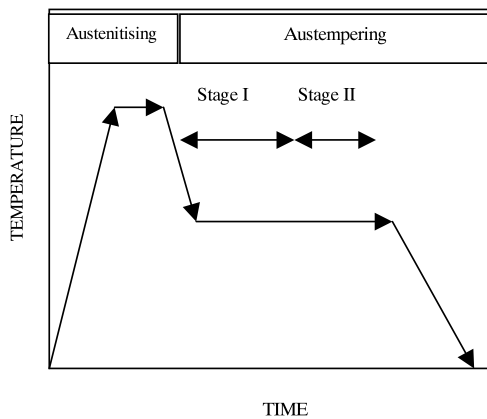 Austenitising
Austempering
Stage I
Stage II
TEMPERATURE
TIME